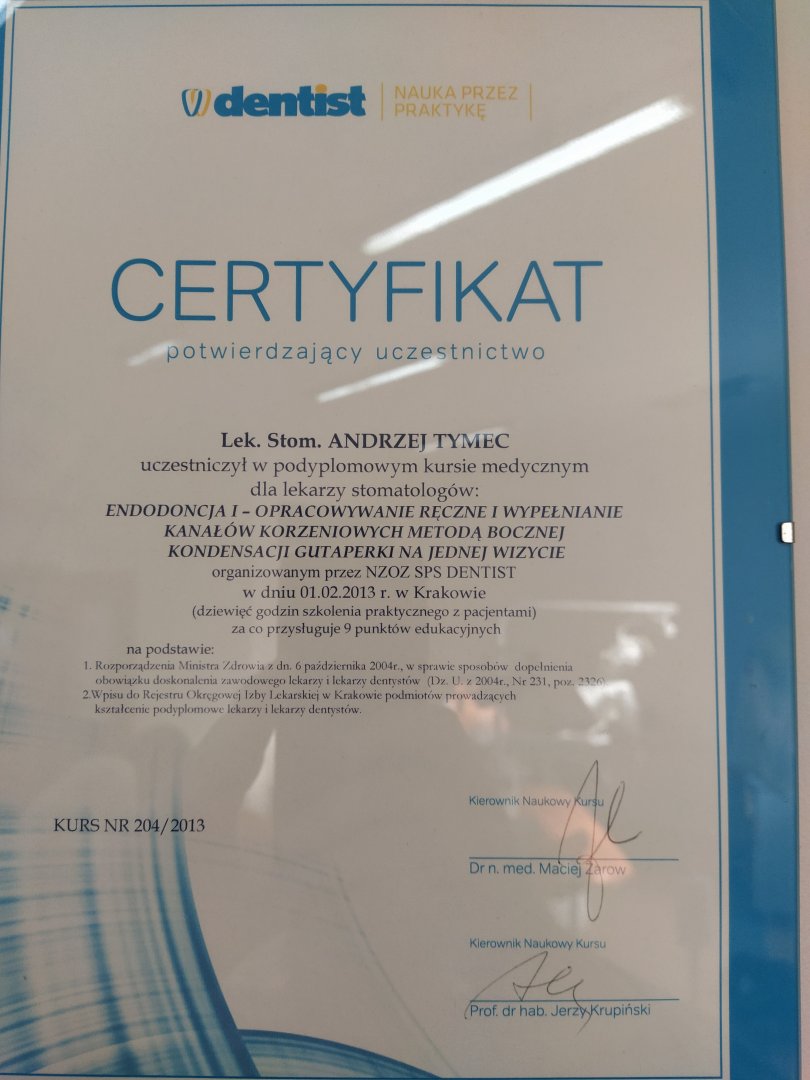 dentist
NAUKA PRZEZ
PRAKTYKĘ
CERTYFIKAT
potwierdzający uczestnictwo
Lek. Stom. ANDRZEJ TYMEC
uczestniczył w podyplomowym kursie medycznym
dla lekarzy stomatologów:
ENDODONCJA I – OPRACOWYWANIE RĘCZNE I WYPEŁNIANIE
KANAŁÓW KORZENIOWYCH METODĄ BOCZNEJ
KONDENSACJI GUTAPERKI NA JEDNEJ WIZYCIE
organizowanym przez NZOZ SPS DENTIST
w dniu 01.02.2013 r. w Krakowie
(dziewięć godzin szkolenia praktycznego z pacjentami)
za co przysługuje 9 punktów edukacyjnych
na podstawie:
1. Rozporządzenia Ministra Zdrowia z dn. 6 października 2004r., w sprawie sposobów dopełnienia
obowiązku doskonalenia zawodowego lekarzy i lekarzy dentystów (Dz. U. z 2004r., Nr 231, poz. 2326).
2.Wpisu do Rejestru Okręgowej Izby Lekarskiej w Krakowie podmiotów prowadzących
kształcenie podyplomowe lekarzy i lekarzy dentystów.
KURS NR 204/2013
Kierownik Naukowy Kursu
Dr n. med. Maciej Żarow
Kierownik Naukowy Kursu
Prof. dr hab. Jerzy Krupiński